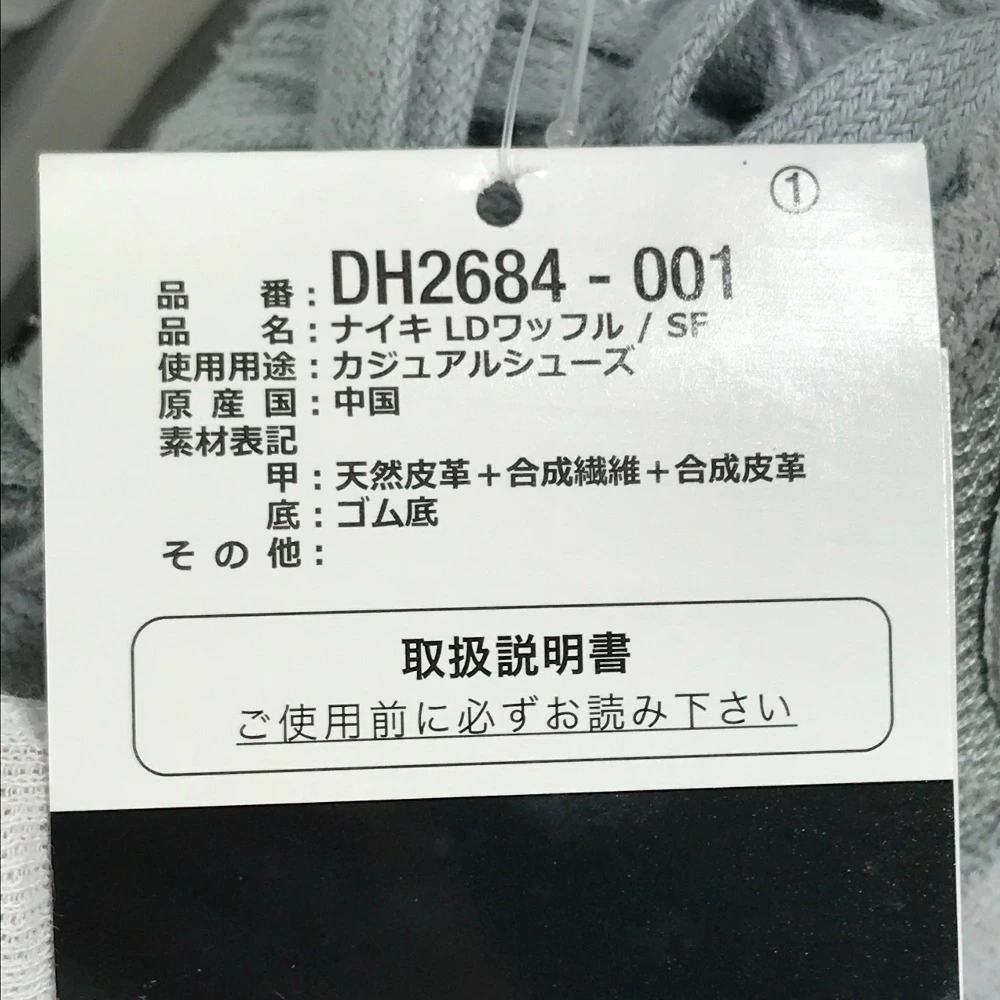 ①
品番：DH2684 - 001
品名：ナイキ LDワッフル / SF
使用用途：カジュアルシューズ
原産国：中国
素材表記
甲：天然皮革＋合成繊維＋合成皮革
底：ゴム底
その他：
取扱説明書
ご使用前に必ずお読み下さい